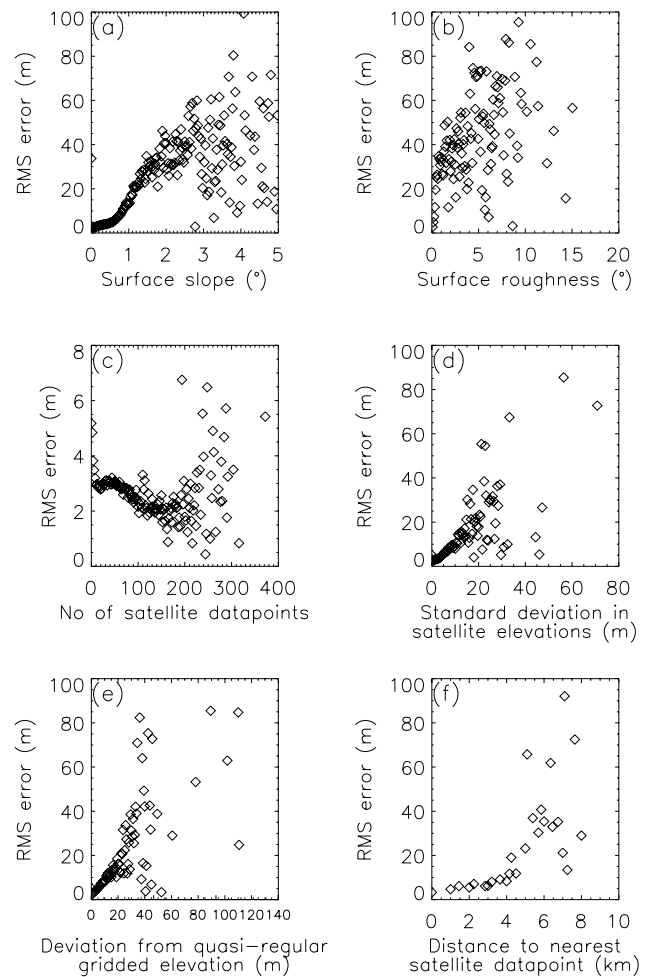 (a)
100
80
60
40
20
0
RMS error (m)
0 1 2 3 4 5
Surface slope (°)
(b)
100
80
60
40
20
0
RMS error (m)
0 5 10 15 20
Surface roughness (°)
(c)
8
6
4
2
0
RMS error (m)
0 100 200 300 400
No of satellite datapoints
(d)
100
80
60
40
20
0
RMS error (m)
0 20 40 60 80
Standard deviation in
satellite elevations (m)
(e)
100
80
60
40
20
0
RMS error (m)
0 20 40 60 80 100 120 140
Deviation from quasi-regular
gridded elevation (m)
(f)
100
80
60
40
20
0
RMS error (m)
0 2 4 6 8 10
Distance to nearest
satellite datapoint (km)